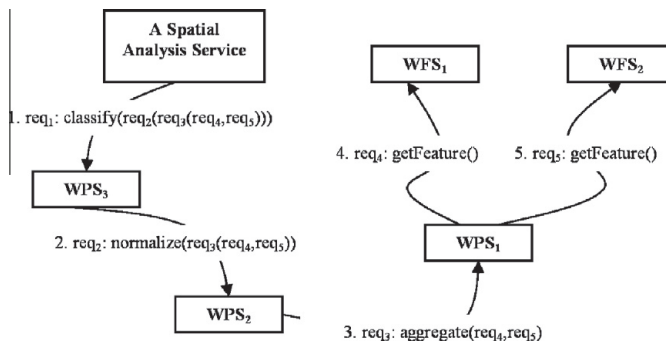 A Spatial
Analysis Service
WFS₁
WFS₂
1. req₁: classify(req₂(req₃(req₄,req₅)))
4. req₄: getFeature()
5. req₅: getFeature()
WPS₃
2. req₂: normalize(req₃(req₄,req₅))
WPS₁
WPS₂
3. req₃: aggregate(req₄,req₅)